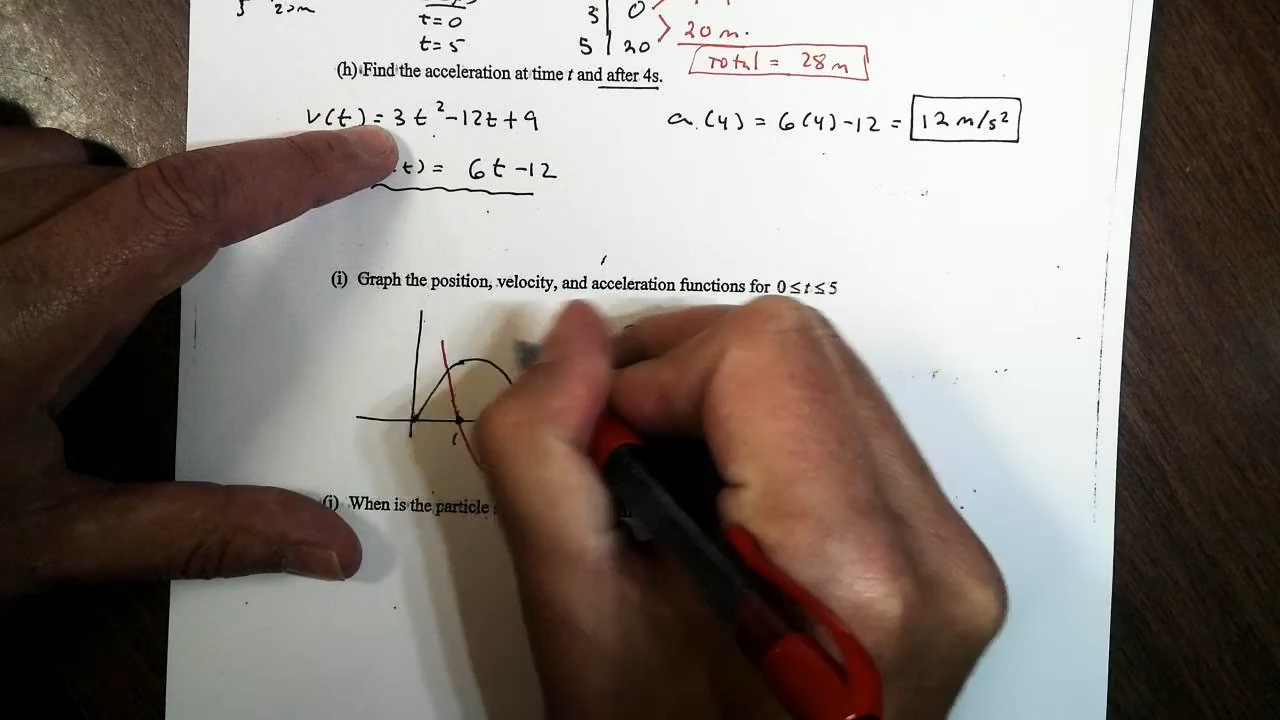 5 20m
t=0
t=5
3 | 0
5 | 20
20 m.
Total = 28m
(h) Find the acceleration at time t and after 4s.
v(t) = 3t²-12t+9
a(4) = 6(4)-12 = 12 m/s²
t) = 6t-12
(i) Graph the position, velocity, and acceleration functions for 0≤t≤5
1
(j) When is the particle